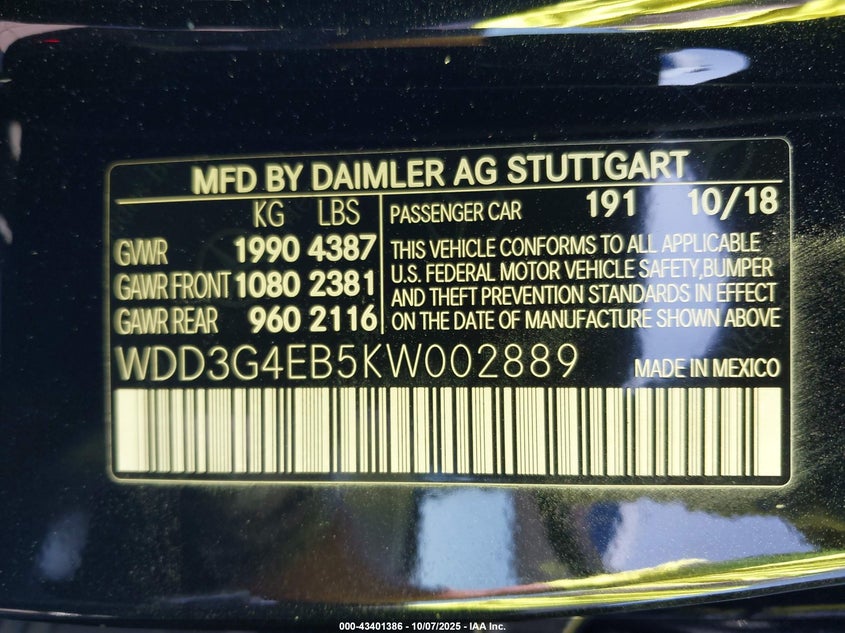 MFD BY DAIMLER AG STUTTGART
KG LBS
GVWR 1990 4387
GAWR FRONT 1080 2381
GAWR REAR 960 2116
PASSENGER CAR 191 10/18
THIS VEHICLE CONFORMS TO ALL APPLICABLE
U.S. FEDERAL MOTOR VEHICLE SAFETY,BUMPER
AND THEFT PREVENTION STANDARDS IN EFFECT
ON THE DATE OF MANUFACTURE SHOWN ABOVE
WDD3G4EB5KW002889 MADE IN MEXICO
000-43401386 - 10/07/2025 - IAA Inc.